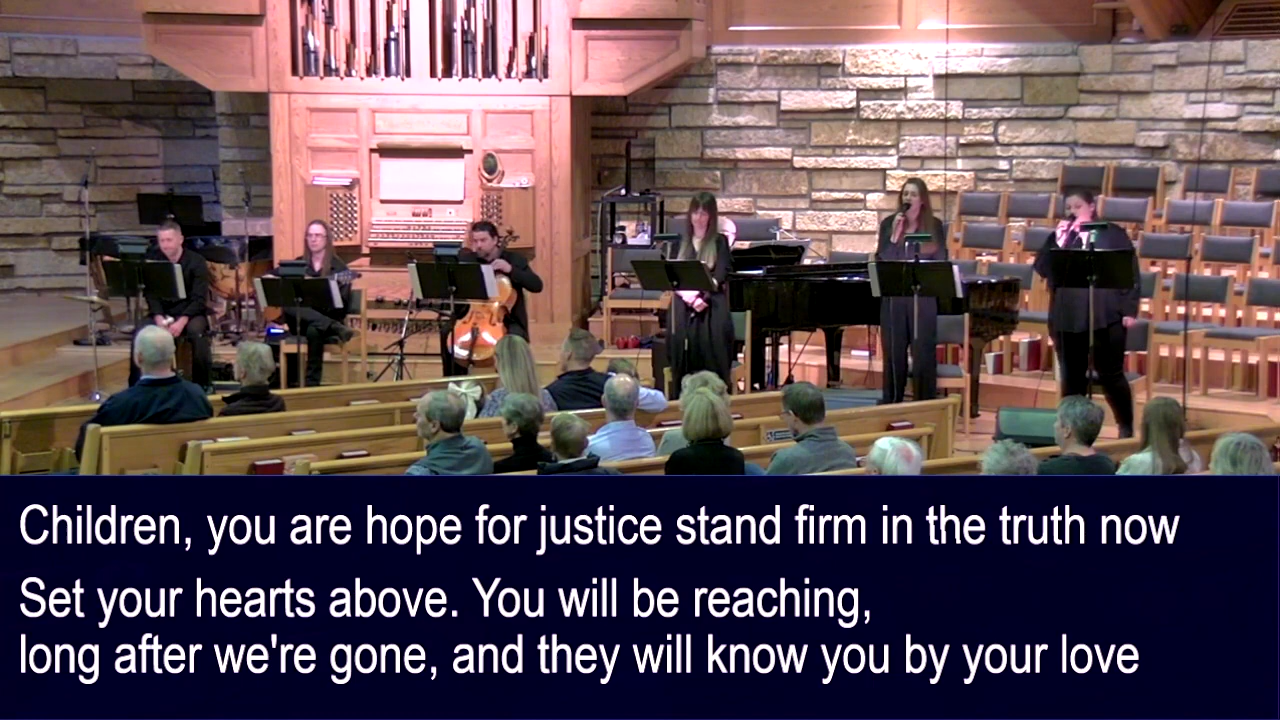 Children, you are hope for justice stand firm in the truth now
Set your hearts above. You will be reaching,
long after we're gone, and they will know you by your love